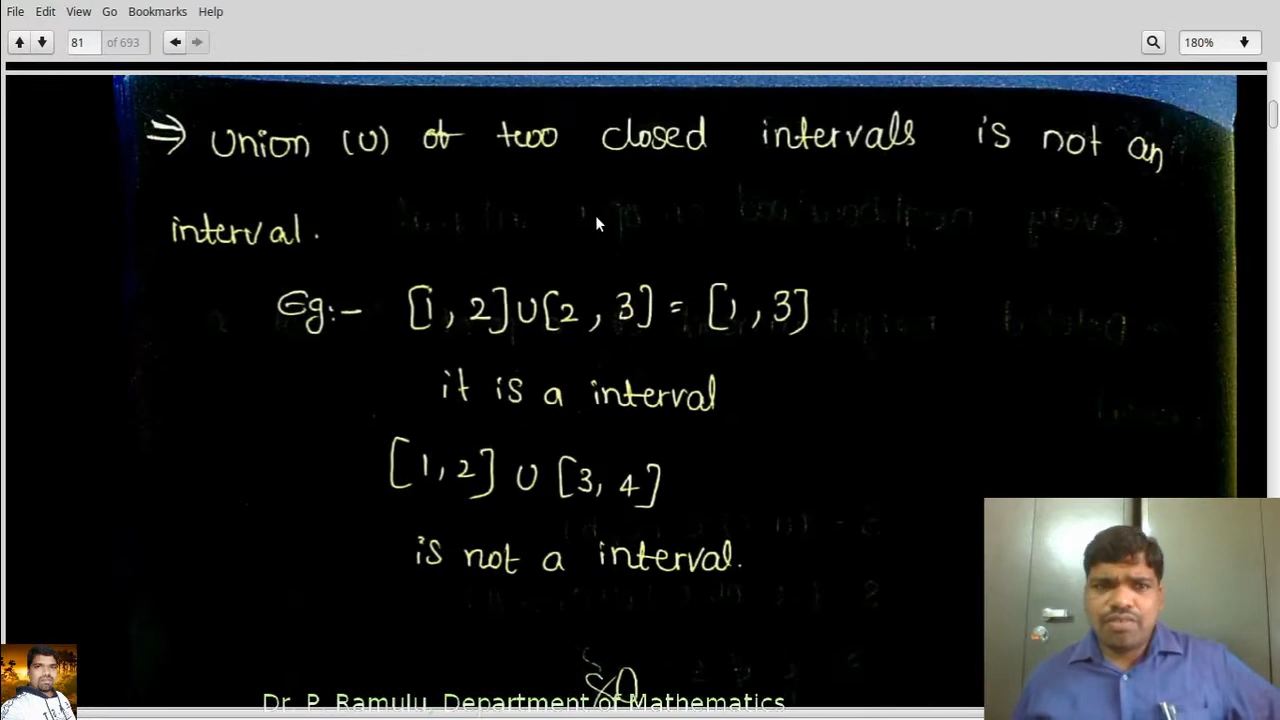 File Edit View Go Bookmarks Help
81 of 693 180%
⇒ Union (U) of two closed intervals is not an
interval.
Eg:- [1, 2]∪[2, 3] = [1, 3]
it is a interval
[1, 2] ∪ [3, 4]
is not a interval.
80
Dr. P. Ramulu, Department of Mathematics